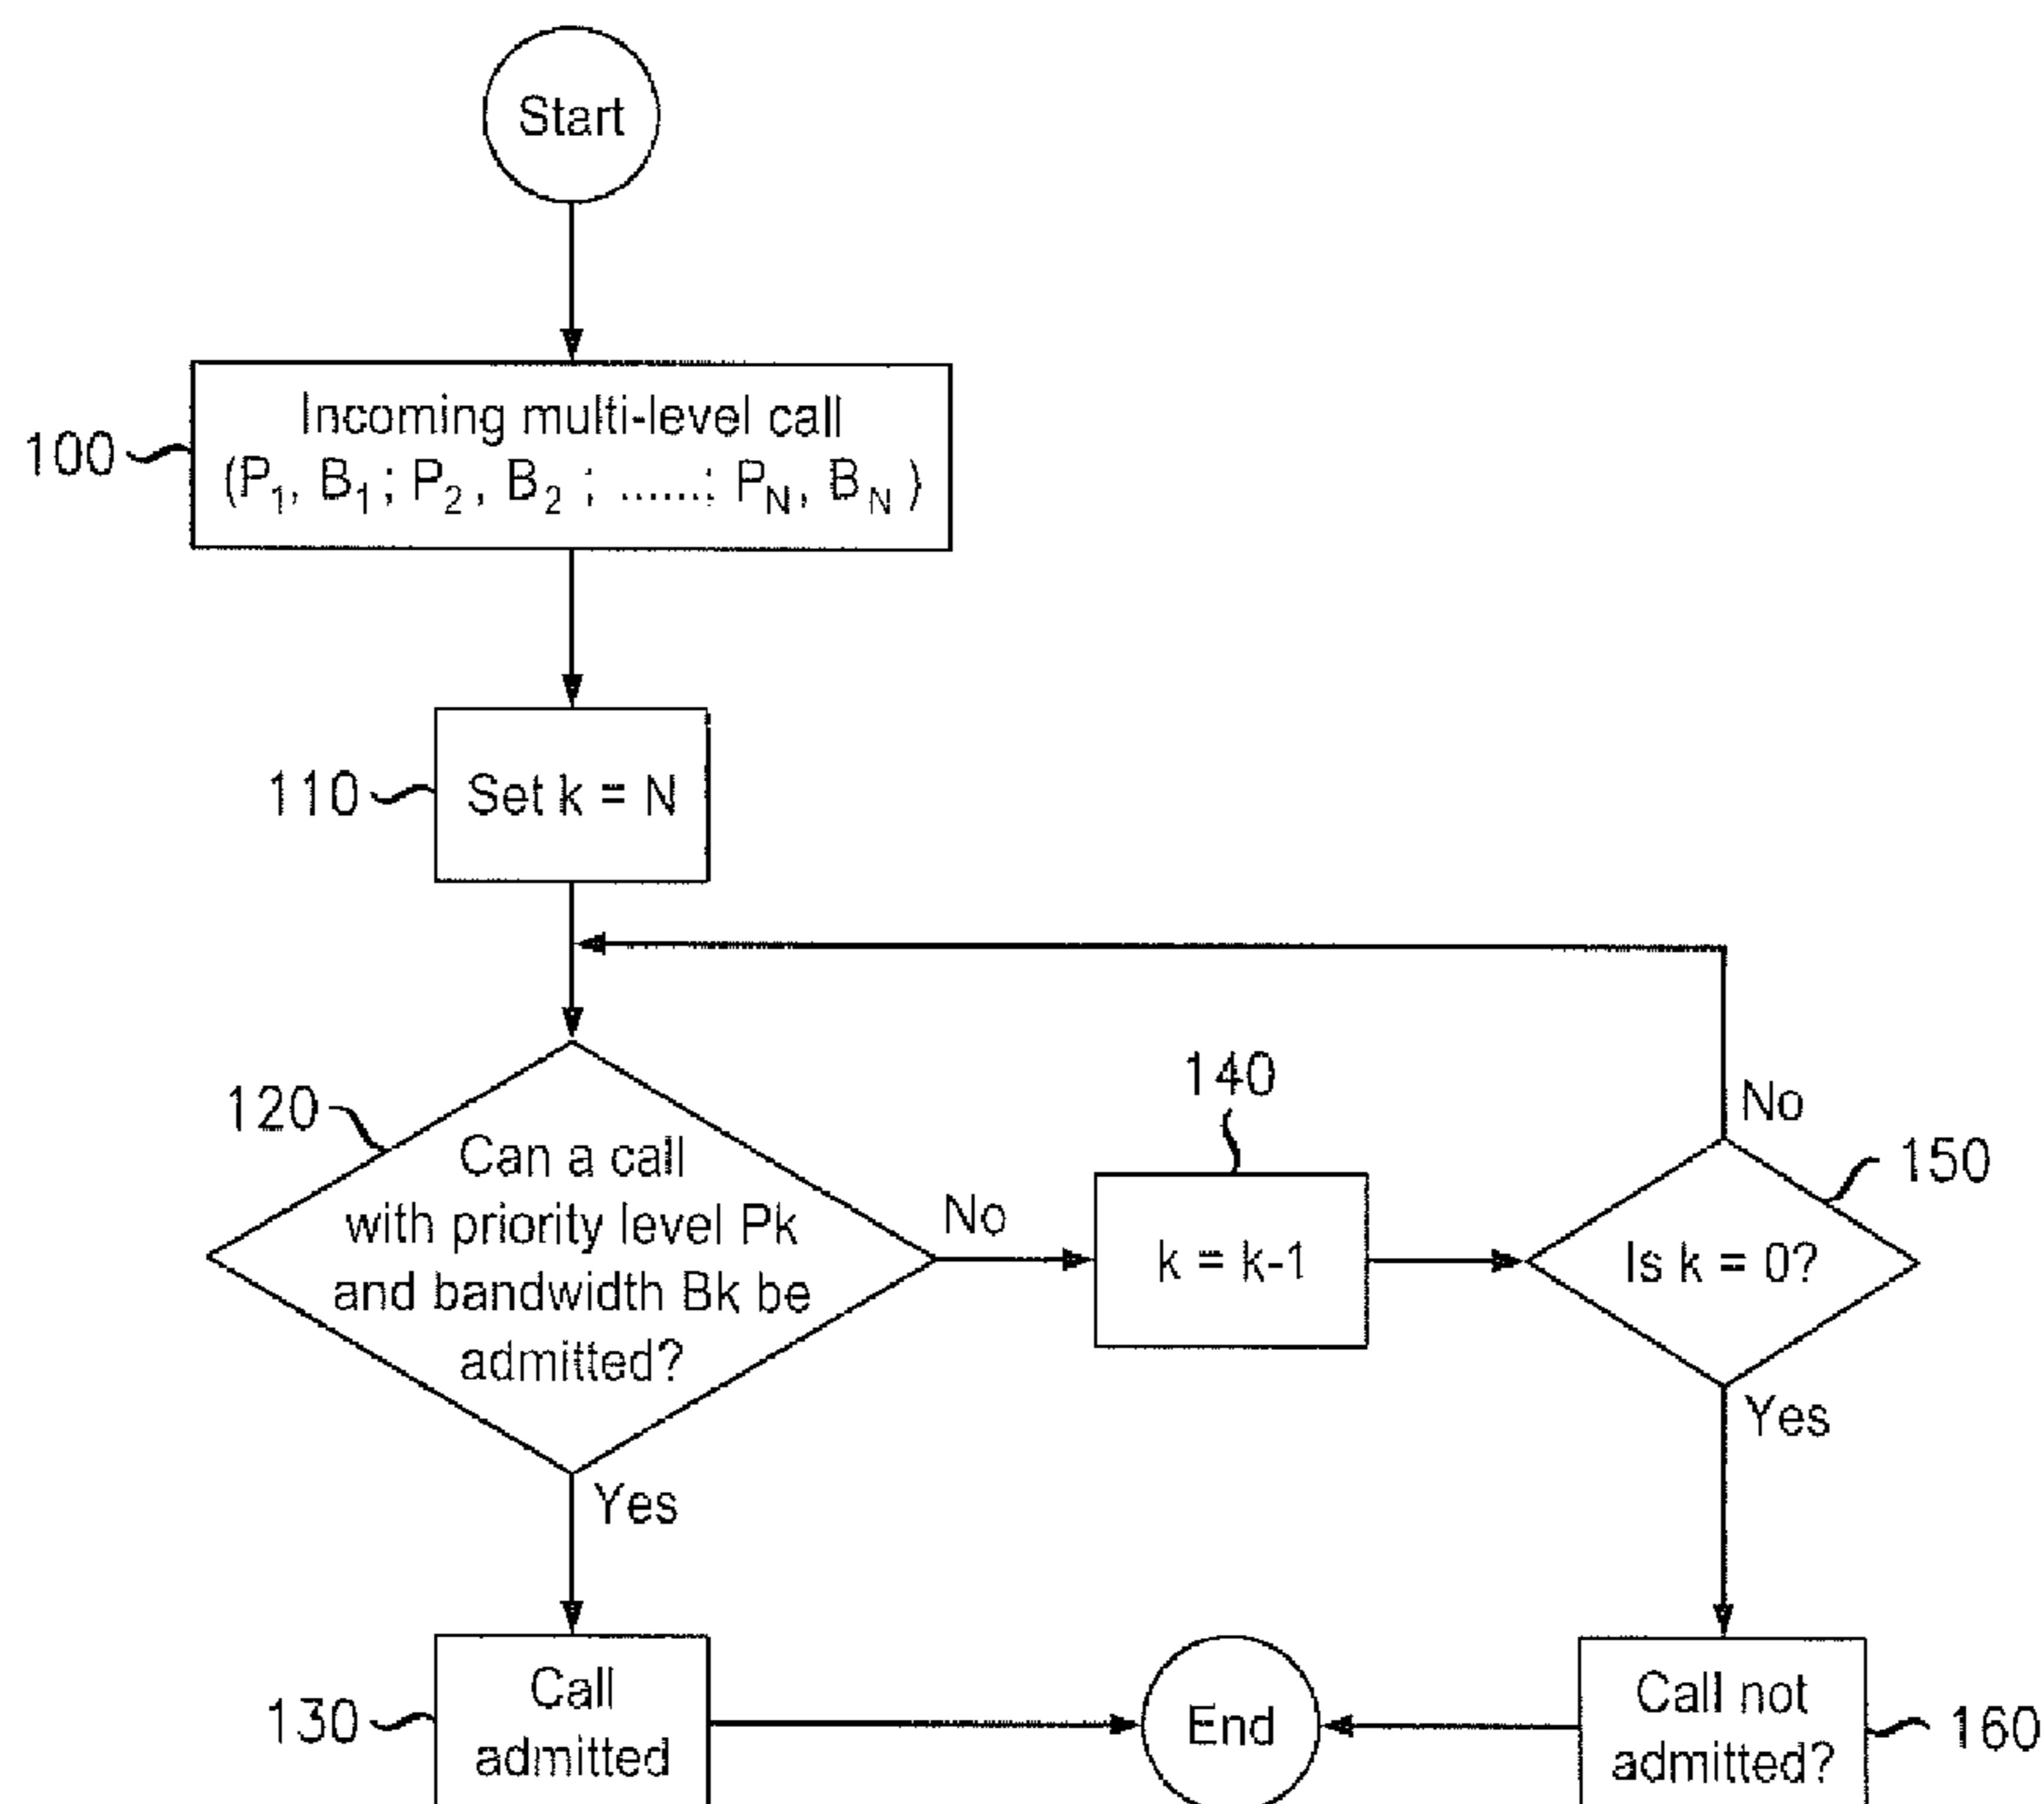 Start
100
Incoming multi-level call
(P1, B1 ; P2 , B2 ; ......; PN, BN )
110
Set k = N
120
Can a call
with priority level Pk
and bandwidth Bk be
admitted?
No
140
k = k-1
No
150
Is k = 0?
Yes
Yes
130
Call
admitted
End
Call not
admitted?
160